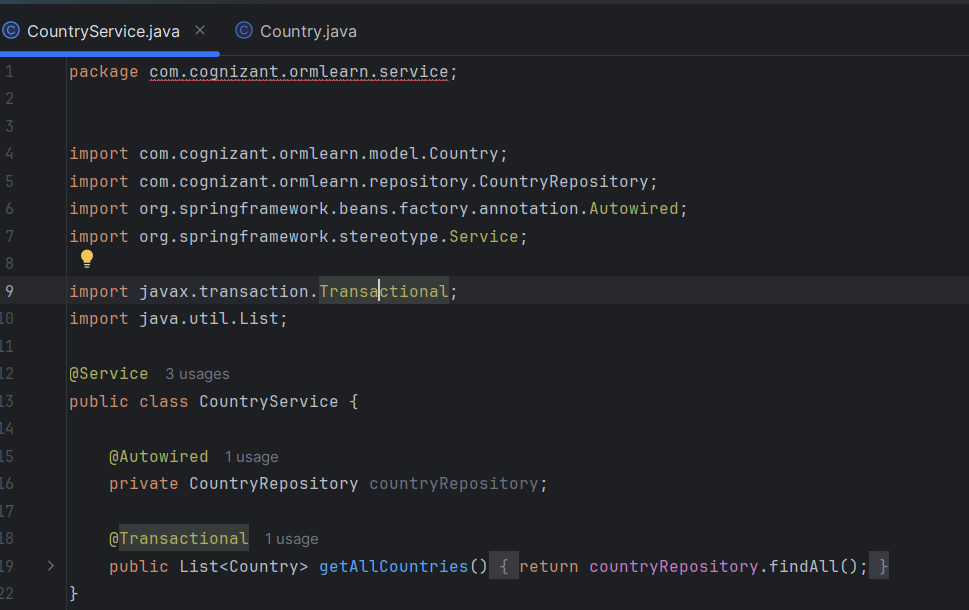 CountryService.java × Country.java
1 package com.cognizant.ormlearn.service;
2
3
4 import com.cognizant.ormlearn.model.Country;
5 import com.cognizant.ormlearn.repository.CountryRepository;
6 import org.springframework.beans.factory.annotation.Autowired;
7 import org.springframework.stereotype.Service;
8
9 import javax.transaction.Transactional;
10 import java.util.List;
11
12 @Service 3 usages
13 public class CountryService {
14
15 @Autowired 1 usage
16 private CountryRepository countryRepository;
17
18 @Transactional 1 usage
19 public List<Country> getAllCountries() { return countryRepository.findAll(); }
22 }